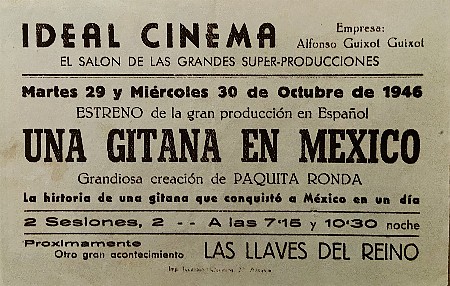 IDEAL CINEMA
Empresa:
Alfonso Guixot Guixot
EL SALON DE LAS GRANDES SUPER-PRODUCCIONES
Martes 29 y Miércoles 30 de Octubre de 1946
ESTRENO de la gran producción en Español
UNA GITANA EN MEXICO
Grandiosa creación de PAQUITA RONDA
La historia de una gitana que conquistó a México en un día
2 Sesiones, 2 -- A las 7'15 y 10'30 noche
Proximamente
Otro gran acontecimiento
LAS LLAVES DEL REINO
Imp.